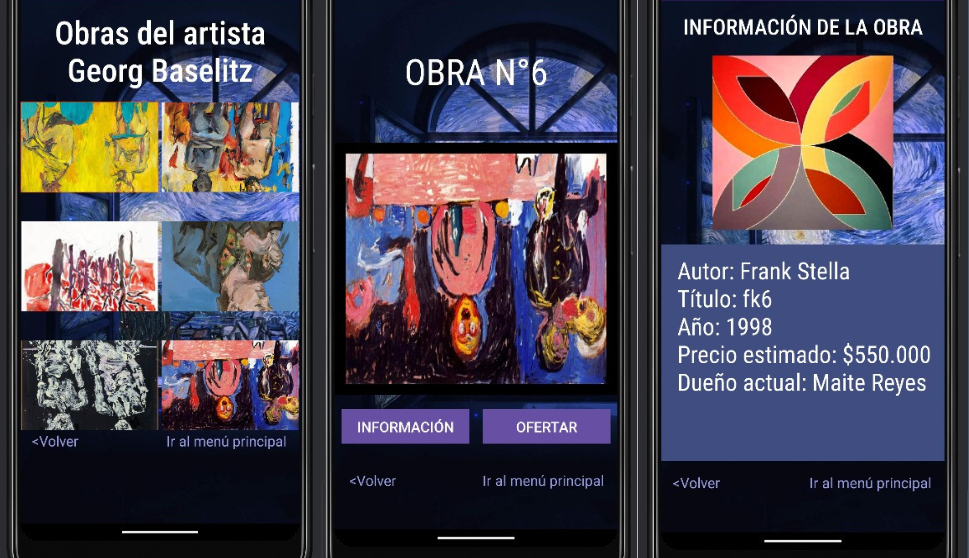 Obras del artista
Georg Baselitz
<Volver
Ir al menú principal
OBRA N°6
INFORMACIÓN
OFERTAR
<Volver
Ir al menú principal
INFORMACIÓN DE LA OBRA
Autor: Frank Stella
Título: fk6
Año: 1998
Precio estimado: $550.000
Dueño actual: Maite Reyes
<Volver
Ir al menú principal